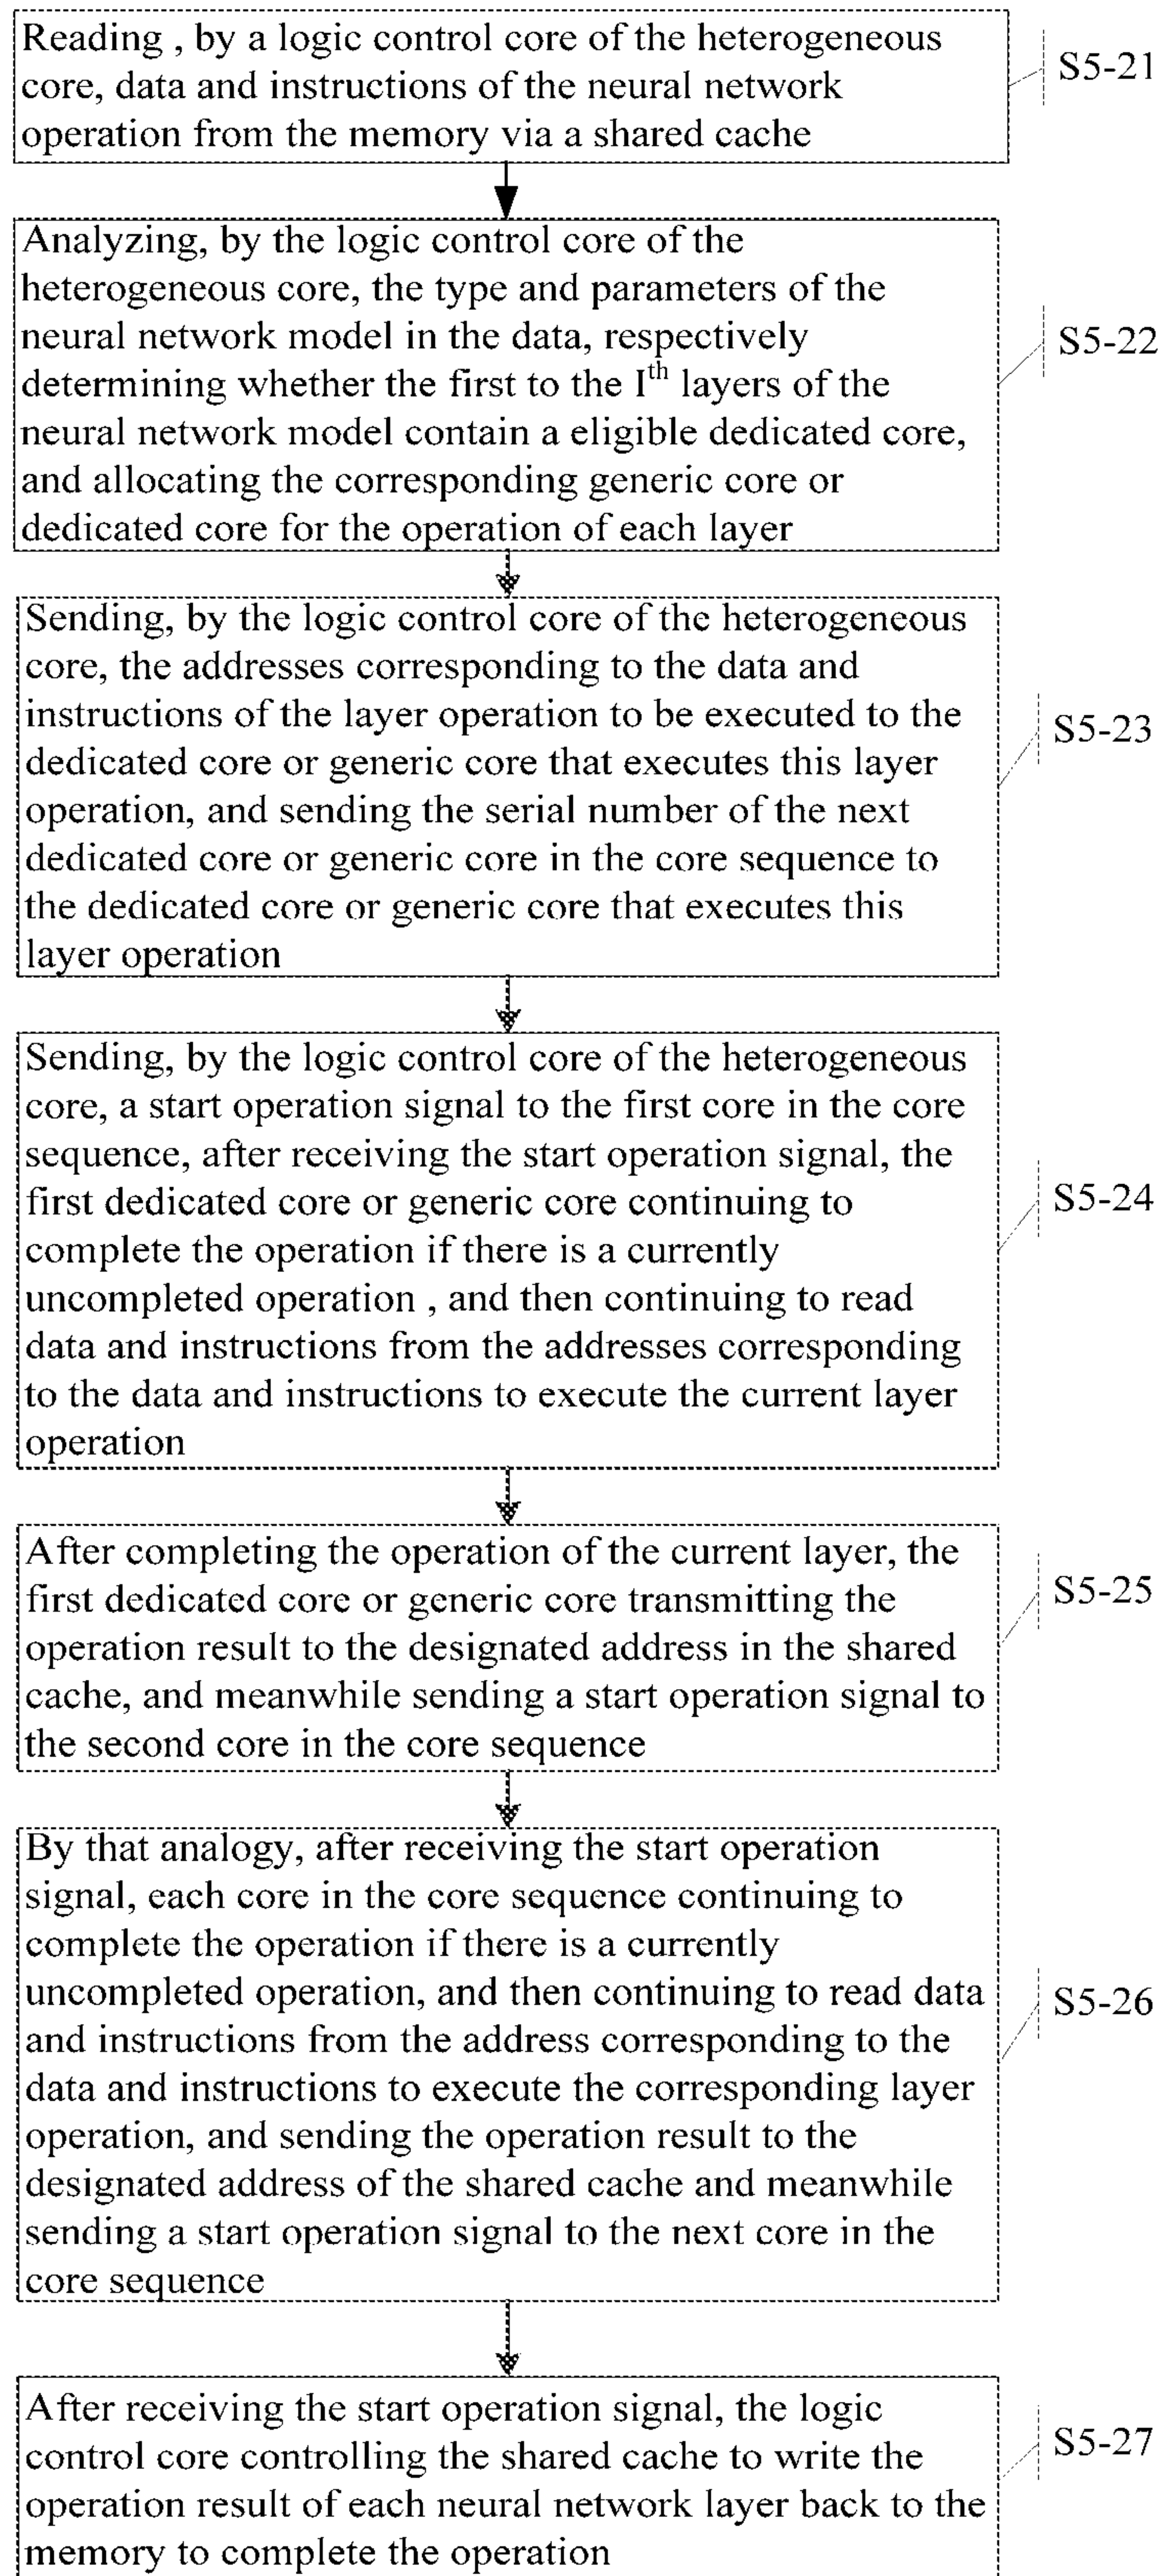 Reading , by a logic control core of the heterogeneous
core, data and instructions of the neural network
operation from the memory via a shared cache
S5-21
Analyzing, by the logic control core of the
heterogeneous core, the type and parameters of the
neural network model in the data, respectively
determining whether the first to the Ith layers of the
neural network model contain a eligible dedicated core,
and allocating the corresponding generic core or
dedicated core for the operation of each layer
S5-22
Sending, by the logic control core of the heterogeneous
core, the addresses corresponding to the data and
instructions of the layer operation to be executed to the
dedicated core or generic core that executes this layer
operation, and sending the serial number of the next
dedicated core or generic core in the core sequence to
the dedicated core or generic core that executes this
layer operation
S5-23
Sending, by the logic control core of the heterogeneous
core, a start operation signal to the first core in the core
sequence, after receiving the start operation signal, the
first dedicated core or generic core continuing to
complete the operation if there is a currently
uncompleted operation , and then continuing to read
data and instructions from the addresses corresponding
to the data and instructions to execute the current layer
operation
S5-24
After completing the operation of the current layer, the
first dedicated core or generic core transmitting the
operation result to the designated address in the shared
cache, and meanwhile sending a start operation signal to
the second core in the core sequence
S5-25
By that analogy, after receiving the start operation
signal, each core in the core sequence continuing to
complete the operation if there is a currently
uncompleted operation, and then continuing to read data
and instructions from the address corresponding to the
data and instructions to execute the corresponding layer
operation, and sending the operation result to the
designated address of the shared cache and meanwhile
sending a start operation signal to the next core in the
core sequence
S5-26
After receiving the start operation signal, the logic
control core controlling the shared cache to write the
operation result of each neural network layer back to the
memory to complete the operation
S5-27